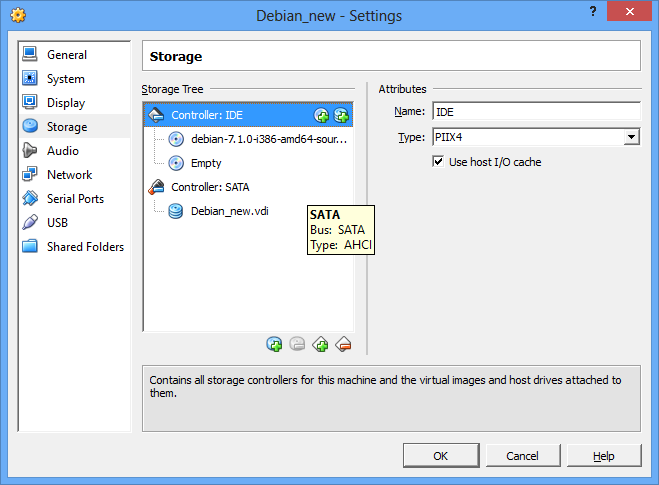 Debian_new - Settings
?
General
System
Display
Storage
Audio
Network
Serial Ports
USB
Shared Folders
Storage
Storage Tree
Controller: IDE
debian-7.1.0-i386-amd64-sour...
Empty
Controller: SATA
Debian_new.vdi
SATA
Bus: SATA
Type: AHCI
Attributes
Name: IDE
Type: PIIX4
Use host I/O cache
Contains all storage controllers for this machine and the virtual images and host drives attached to
them.
OK
Cancel
Help